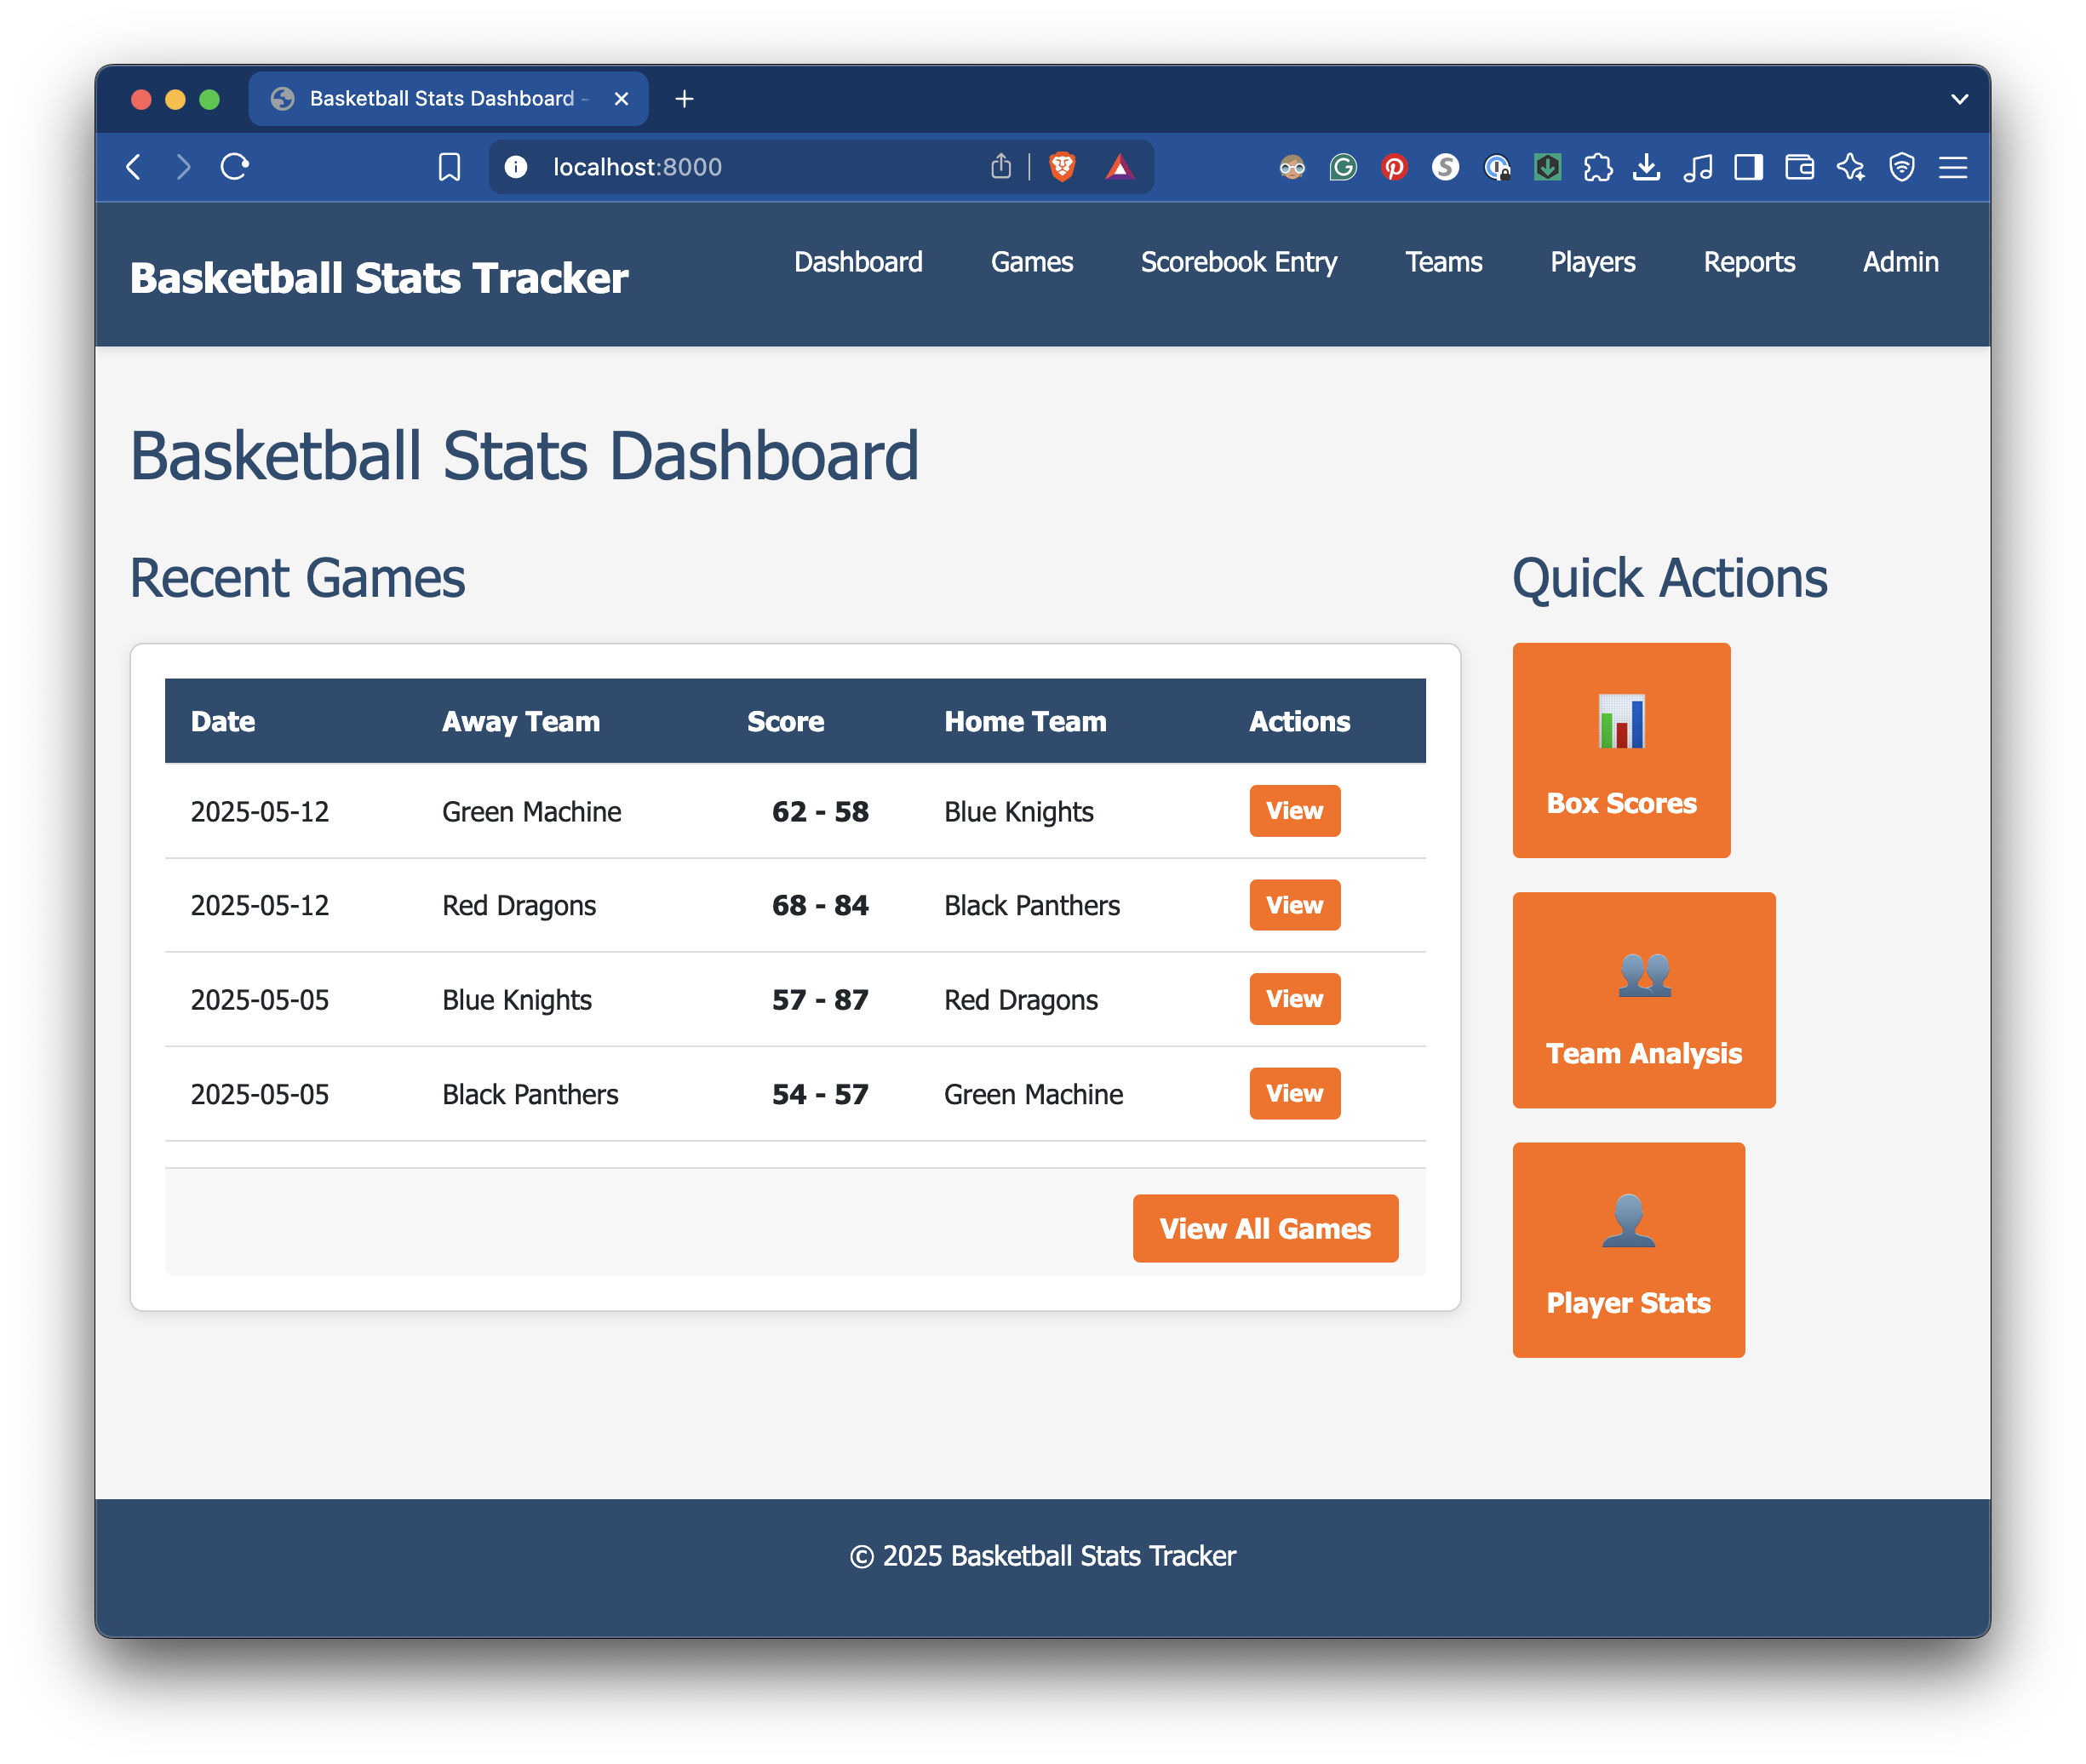 Basketball Stats Dashboard -
localhost:8000
Basketball Stats Tracker
Dashboard Games Scorebook Entry Teams Players Reports Admin
Basketball Stats Dashboard
Recent Games
Date Away Team Score Home Team Actions
2025-05-12 Green Machine 62 - 58 Blue Knights View
2025-05-12 Red Dragons 68 - 84 Black Panthers View
2025-05-05 Blue Knights 57 - 87 Red Dragons View
2025-05-05 Black Panthers 54 - 57 Green Machine View
View All Games
Quick Actions
Box Scores
Team Analysis
Player Stats
© 2025 Basketball Stats Tracker